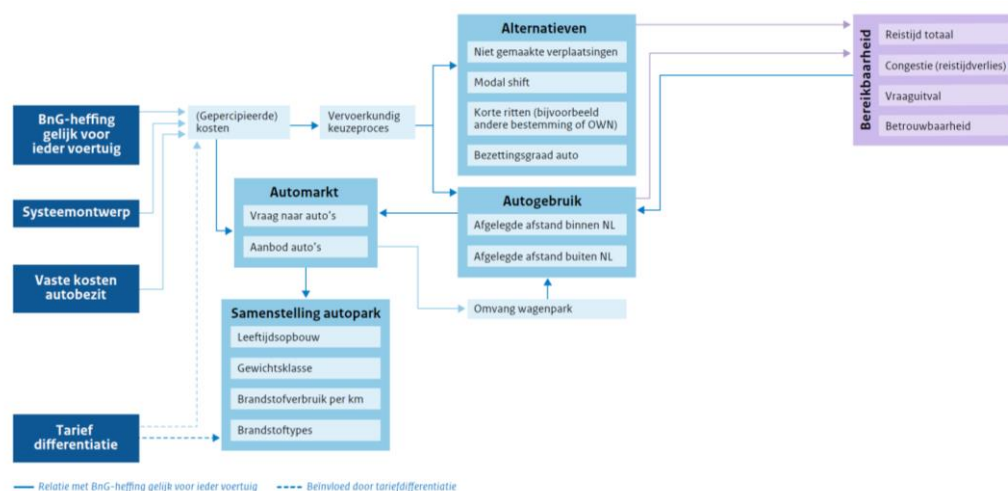 BnG-heffing
gelijk voor
ieder voertuig
Systeemontwerp
Vaste kosten
autobezit
Tarief
differentiatie
(Gepercipieerde)
kosten
Vervoerkundig
keuzeproces
Automarkt
Vraag naar auto's
Aanbod auto's
Samenstelling autopark
Leeftijdsopbouw
Gewichtsklasse
Brandstofverbruik per km
Brandstoftypes
Alternatieven
Niet gemaakte verplaatsingen
Modal shift
Korte ritten (bijvoorbeeld
andere bestemming of OWN)
Bezettingsgraad auto
Autogebruik
Afgelegde afstand binnen NL
Afgelegde afstand buiten NL
Omvang wagenpark
Bereikbaarheid
Reistijd totaal
Congestie (reistijdverlies)
Vraaguitval
Betrouwbaarheid
Relatie met BnG-heffing gelijk voor ieder voertuig
Beïnvloed door tariefdifferentiatie